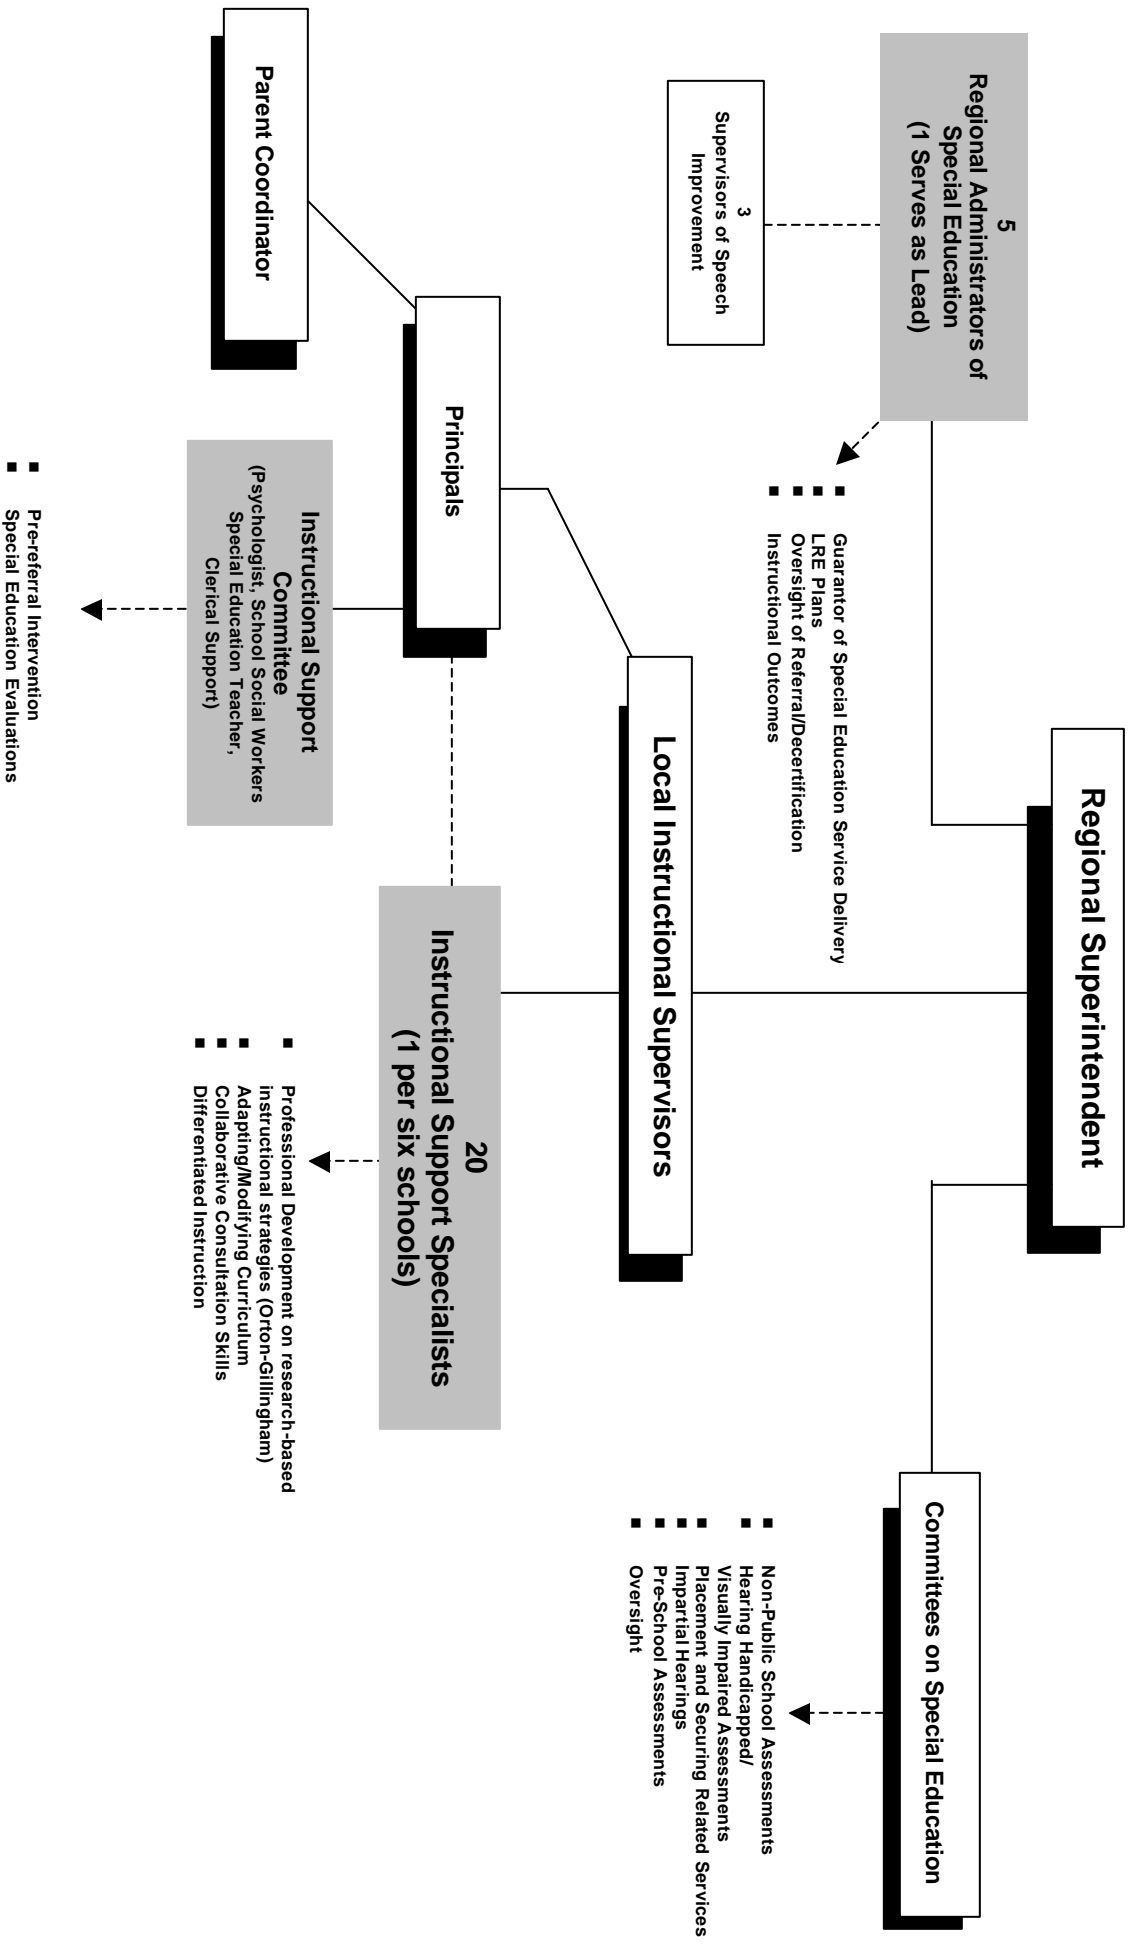 Regional Superintendent
5
Regional Administrators of
Special Education
(1 Serves as Lead)
3
Supervisors of Speech
Improvement
▪ Guarantor of Special Education Service Delivery
▪ LRE Plans
▪ Oversight of Referral/Decertification
▪ Instructional Outcomes
Committees on Special Education
▪ Non-Public School Assessments
▪ Hearing Handicapped/
Visually Impaired Assessments
▪ Placement and Securing Related Services
▪ Impartial Hearings
▪ Pre-School Assessments
▪ Oversight
Local Instructional Supervisors
Principals
Parent Coordinator
20
Instructional Support Specialists
(1 per six schools)
▪ Professional Development on research-based
instructional strategies (Orton-Gillingham)
▪ Adapting/Modifying Curriculum
▪ Collaborative Consultation Skills
▪ Differentiated Instruction
Instructional Support
Committee
(Psychologist, School Social Workers
Special Education Teacher,
Clerical Support)
▪ Pre-referral Intervention
▪ Special Education Evaluations